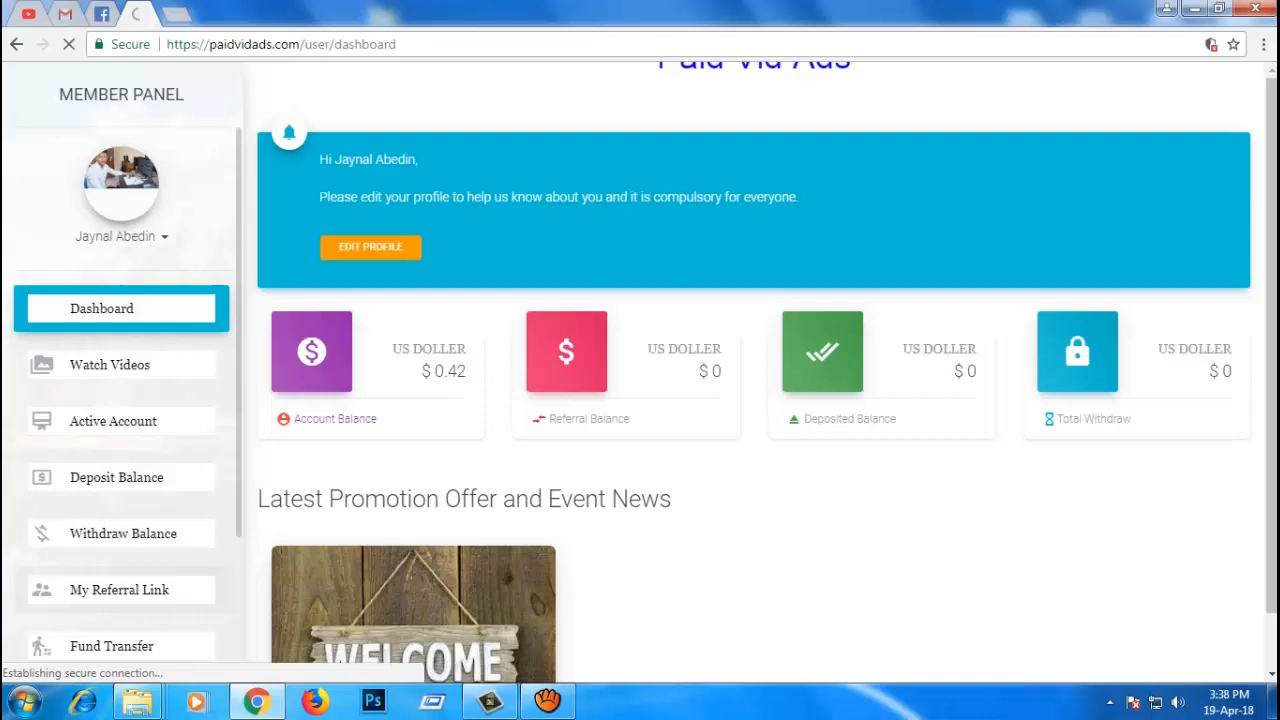 Secure
https://paidvidads.com/user/dashboard
MEMBER PANEL
Jaynal Abedin
Dashboard
Watch Videos
Active Account
Deposit Balance
Withdraw Balance
My Referral Link
Fund Transfer
Establishing secure connection...
Paid Vid Ads
Hi Jaynal Abedin,
Please edit your profile to help us know about you and it is compulsory for everyone.
EDIT PROFILE
US DOLLER
$ 0.42
Account Balance
US DOLLER
$ 0
Referral Balance
US DOLLER
$ 0
Deposited Balance
US DOLLER
$ 0
Total Withdraw
Latest Promotion Offer and Event News
WELCOME
Ps
3:38 PM
19-Apr-18